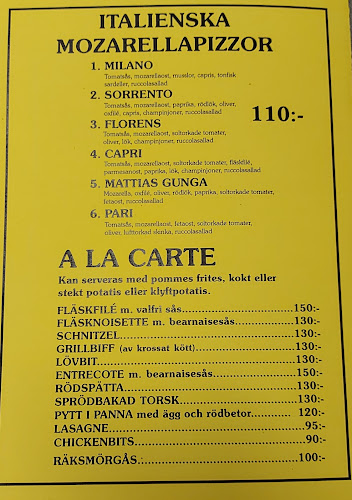 ITALIENSKA
MOZARELLAPIZZOR
1. MILANO
Tomatsås, mozarellaost, musslor, capris, tonfisk
sardeller, ruccolasallad
2. SORRENTO
Tomatsås, mozarellaost, paprika, rödlök, oliver,
oxfilé, capris, champinjoner, ruccolasallad
110:-
3. FLORENS
Tomatsås, mozarellaost, soltorkade tomater,
oliver, lök, champinjoner, ruccolasallad
4. CAPRI
Tomatsås, mozarellaost, soltorkade tomater, fläskfilé,
parmesanost, paprika, lök, champinjoner, ruccolasallad
5. MATTIAS GUNGA
Mozarella, oxfilé, oliver, rödlök, paprika, soltorkade tomater,
fetaost, ruccolasallad
6. PARI
Tomatsås, mozarellaost, fetaost, soltorkade tomater,
oliver, lufttorkad skinka, ruccolasallad
A LA CARTE
Kan serveras med pommes frites, kokt eller
stekt potatis eller klyftpotatis.
FLÄSKFILÉ m. valfri sås...........................150:-
FLÄSKNOISETTE m. bearnaisesås............130:-
SCHNITZEL...............................................130:-
GRILLBIFF (av krossat kött)......................130:-
LÖVBIT.....................................................130:-
ENTRECOTE m. bearnaisesås..................150:-
RÖDSPÄTTA.............................................130:-
SPRÖDBAKAD TORSK.............................130:-
PYTT I PANNA med ägg och rödbetor......... 120:-
LASAGNE..................................................95:-
CHICKENBITS...........................................90:-
RÄKSMÖRGÅS:.......................................100:-